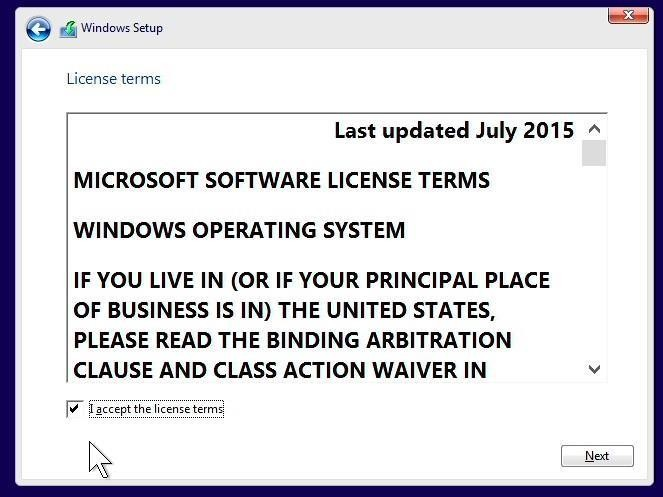 Windows Setup
License terms
Last updated July 2015
MICROSOFT SOFTWARE LICENSE TERMS
WINDOWS OPERATING SYSTEM
IF YOU LIVE IN (OR IF YOUR PRINCIPAL PLACE
OF BUSINESS IS IN) THE UNITED STATES,
PLEASE READ THE BINDING ARBITRATION
CLAUSE AND CLASS ACTION WAIVER IN
I accept the license terms
Next